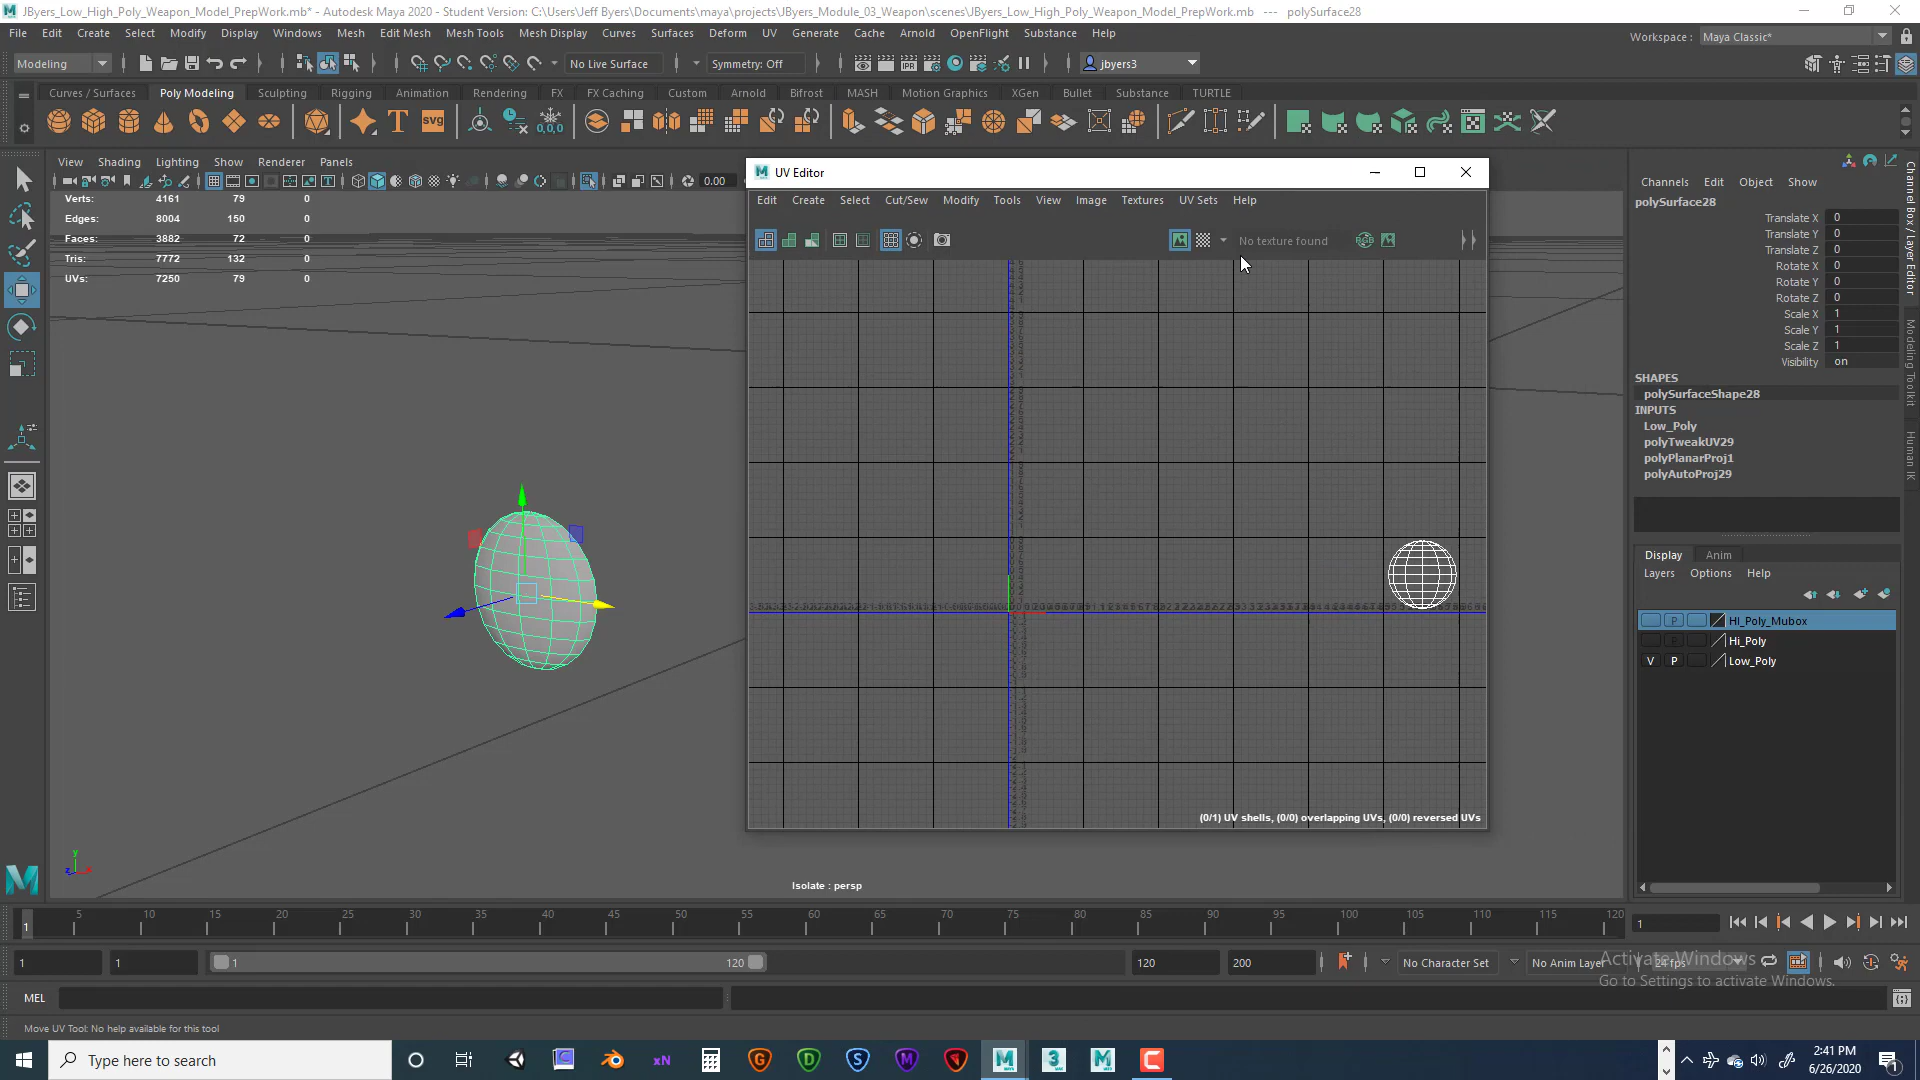 JByers_Low_High_Poly_Weapon_Model_PrepWork.mb* - Autodesk Maya 2020 - Student Version: C:\Users\Jeff Byers\Documents\maya\projects\JByers_Module_03_Weapon\scenes\JByers_Low_High_Poly_Weapon_Model_PrepWork.mb --- polySurface28
File Edit Create Select Modify Display Windows Mesh Edit Mesh Mesh Tools Mesh Display Curves Surfaces Deform UV Generate Cache Arnold OpenFlight Substance Help
Workspace : Maya Classic*
Modeling No Live Surface Symmetry: Off jbyers3
Curves / Surfaces Poly Modeling Sculpting Rigging Animation Rendering FX FX Caching Custom Arnold Bifrost MASH Motion Graphics XGen Bullet Substance TURTLE
View Shading Lighting Show Renderer Panels
0.00
Verts: 4161 79 0
Edges: 8004 150 0
Faces: 3882 72 0
Tris: 7772 132 0
UVs: 7250 79 0
UV Editor
Edit Create Select Cut/Sew Modify Tools View Image Textures UV Sets Help
No texture found
(0/1) UV shells, (0/0) overlapping UVs, (0/0) reversed UVs
Isolate : persp
Channels Edit Object Show
polySurface28
Translate X 0
Translate Y 0
Translate Z 0
Rotate X 0
Rotate Y 0
Rotate Z 0
Scale X 1
Scale Y 1
Scale Z 1
Visibility on
SHAPES
polySurfaceShape28
INPUTS
Low_Poly
polyTweakUV29
polyPlanarProj1
polyAutoProj29
Display Anim
Layers Options Help
P HI_Poly_Mubox
P Hi_Poly
V P Low_Poly
Channel Box / Layer Editor
Modeling Toolkit
Human IK
1 5 10 15 20 25 30 35 40 45 50 55 60 65 70 75 80 85 90 95 100 105 110 115 120
1
1 1 1 120 120 200 No Character Set No Anim Layer 24 fps
Activate Windows
Go to Settings to activate Windows.
MEL
Move UV Tool: No help available for this tool
Type here to search
2:41 PM
6/26/2020